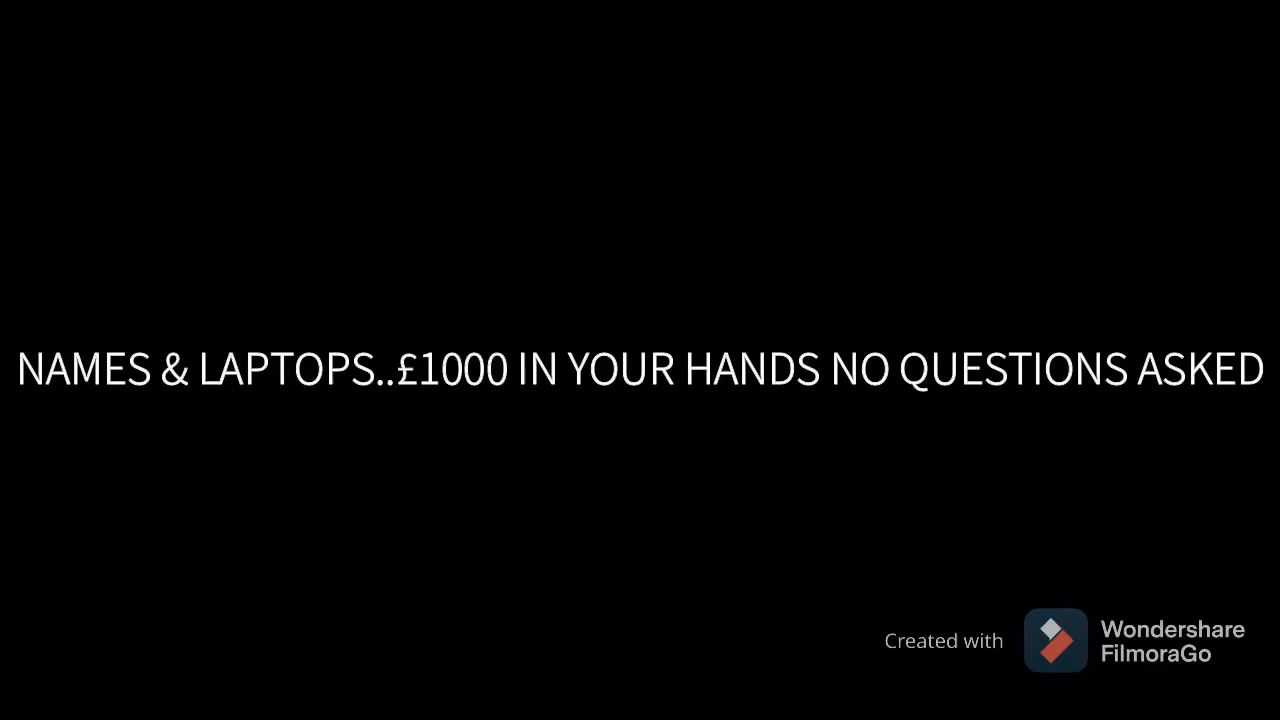 NAMES & LAPTOPS..£1000 IN YOUR HANDS NO QUESTIONS ASKED
Created with
Wondershare
FilmoraGo